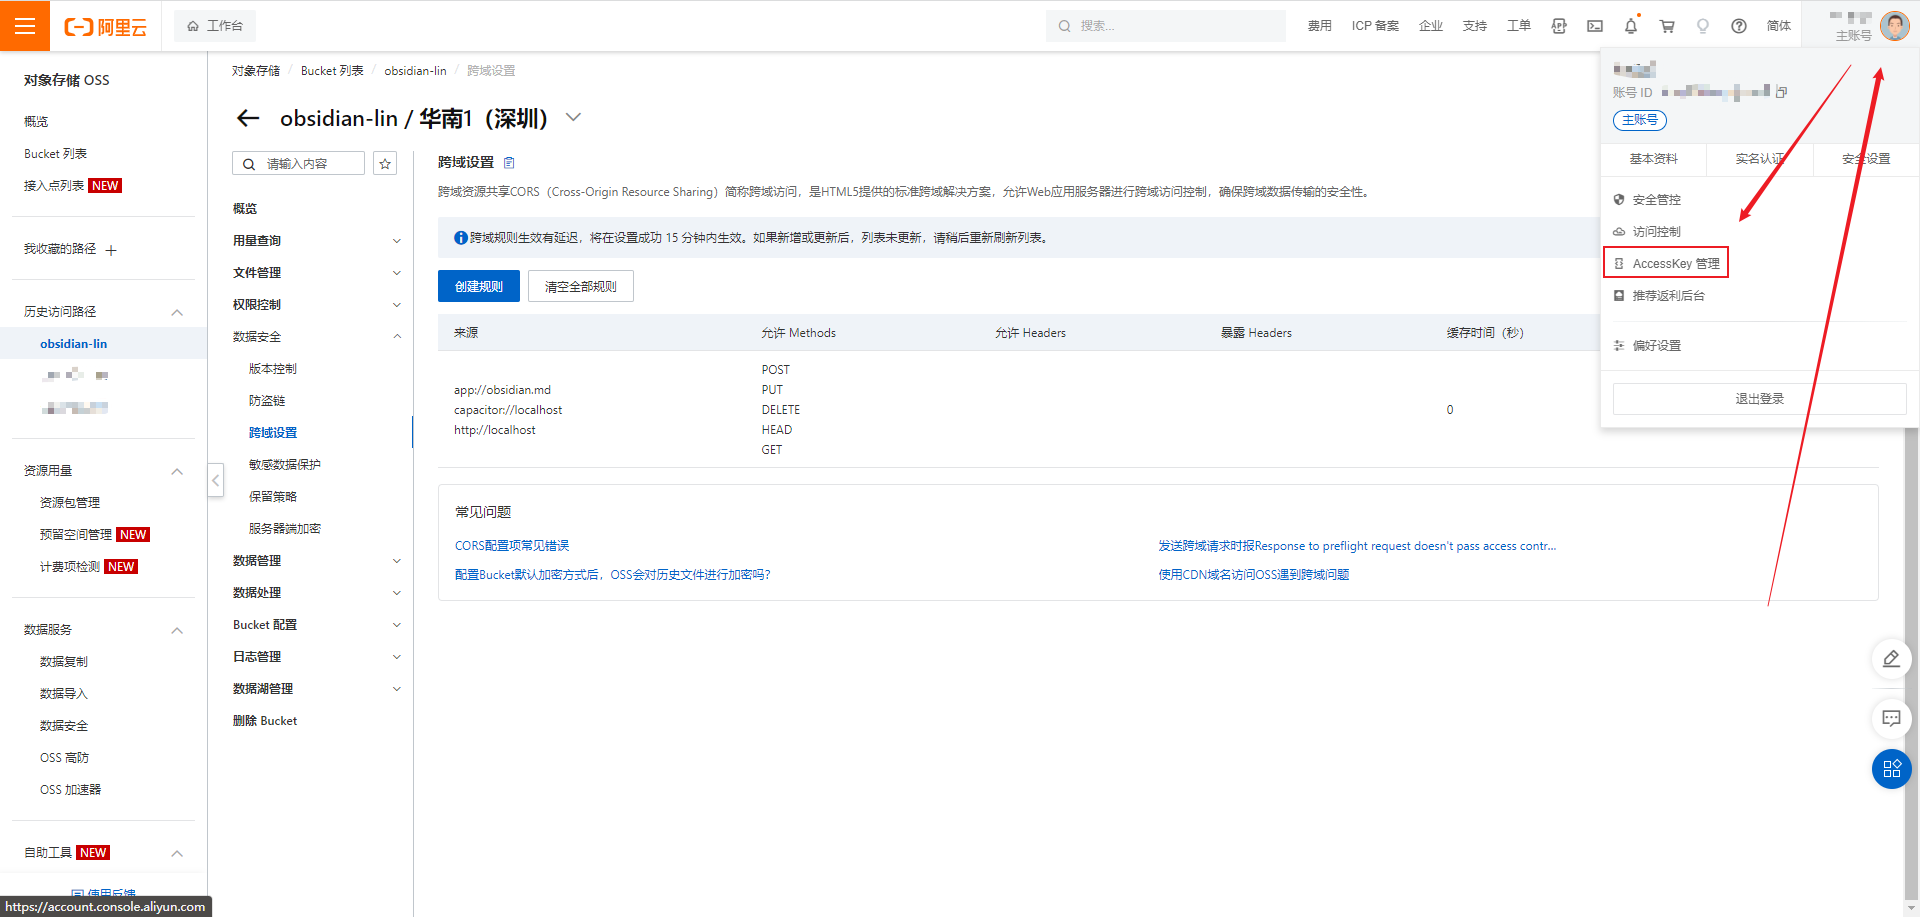 阿里云
工作台
搜索...
费用
ICP 备案
企业
支持
工单
简体
主账号
对象存储 OSS
概览
Bucket 列表
接入点列表 NEW
我收藏的路径
历史访问路径
obsidian-lin
资源用量
资源包管理
预留空间管理 NEW
计费项检测 NEW
数据服务
数据复制
数据导入
数据安全
OSS 高防
OSS 加速器
自助工具 NEW
使用反馈
https://account.console.aliyun.com
对象存储 / Bucket 列表 / obsidian-lin / 跨域设置
obsidian-lin / 华南1（深圳）
请输入内容
概览
用量查询
文件管理
权限控制
数据安全
版本控制
防盗链
跨域设置
敏感数据保护
保留策略
服务器端加密
数据管理
数据处理
Bucket 配置
日志管理
数据湖管理
删除 Bucket
跨域设置
跨域资源共享CORS（Cross-Origin Resource Sharing）简称跨域访问，是HTML5提供的标准跨域解决方案，允许Web应用服务器进行跨域访问控制，确保跨域数据传输的安全性。
跨域规则生效有延迟，将在设置成功 15 分钟内生效。如果新增或更新后，列表未更新，请稍后重新刷新列表。
创建规则
清空全部规则
来源
允许 Methods
允许 Headers
暴露 Headers
缓存时间（秒）
app://obsidian.md
capacitor://localhost
http://localhost
POST
PUT
DELETE
HEAD
GET
0
常见问题
CORS配置项常见错误
发送跨域请求时报Response to preflight request doesn't pass access contr...
配置Bucket默认加密方式后，OSS会对历史文件进行加密吗?
使用CDN域名访问OSS遇到跨域问题
账号 ID
主账号
基本资料
实名认证
安全设置
安全管控
访问控制
AccessKey 管理
推荐返利后台
偏好设置
退出登录